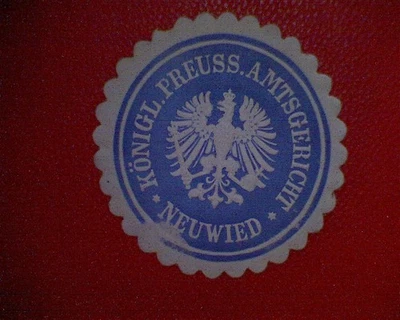 KÖNIGL. PREUSS. AMTSGERICHT
* NEUWIED *